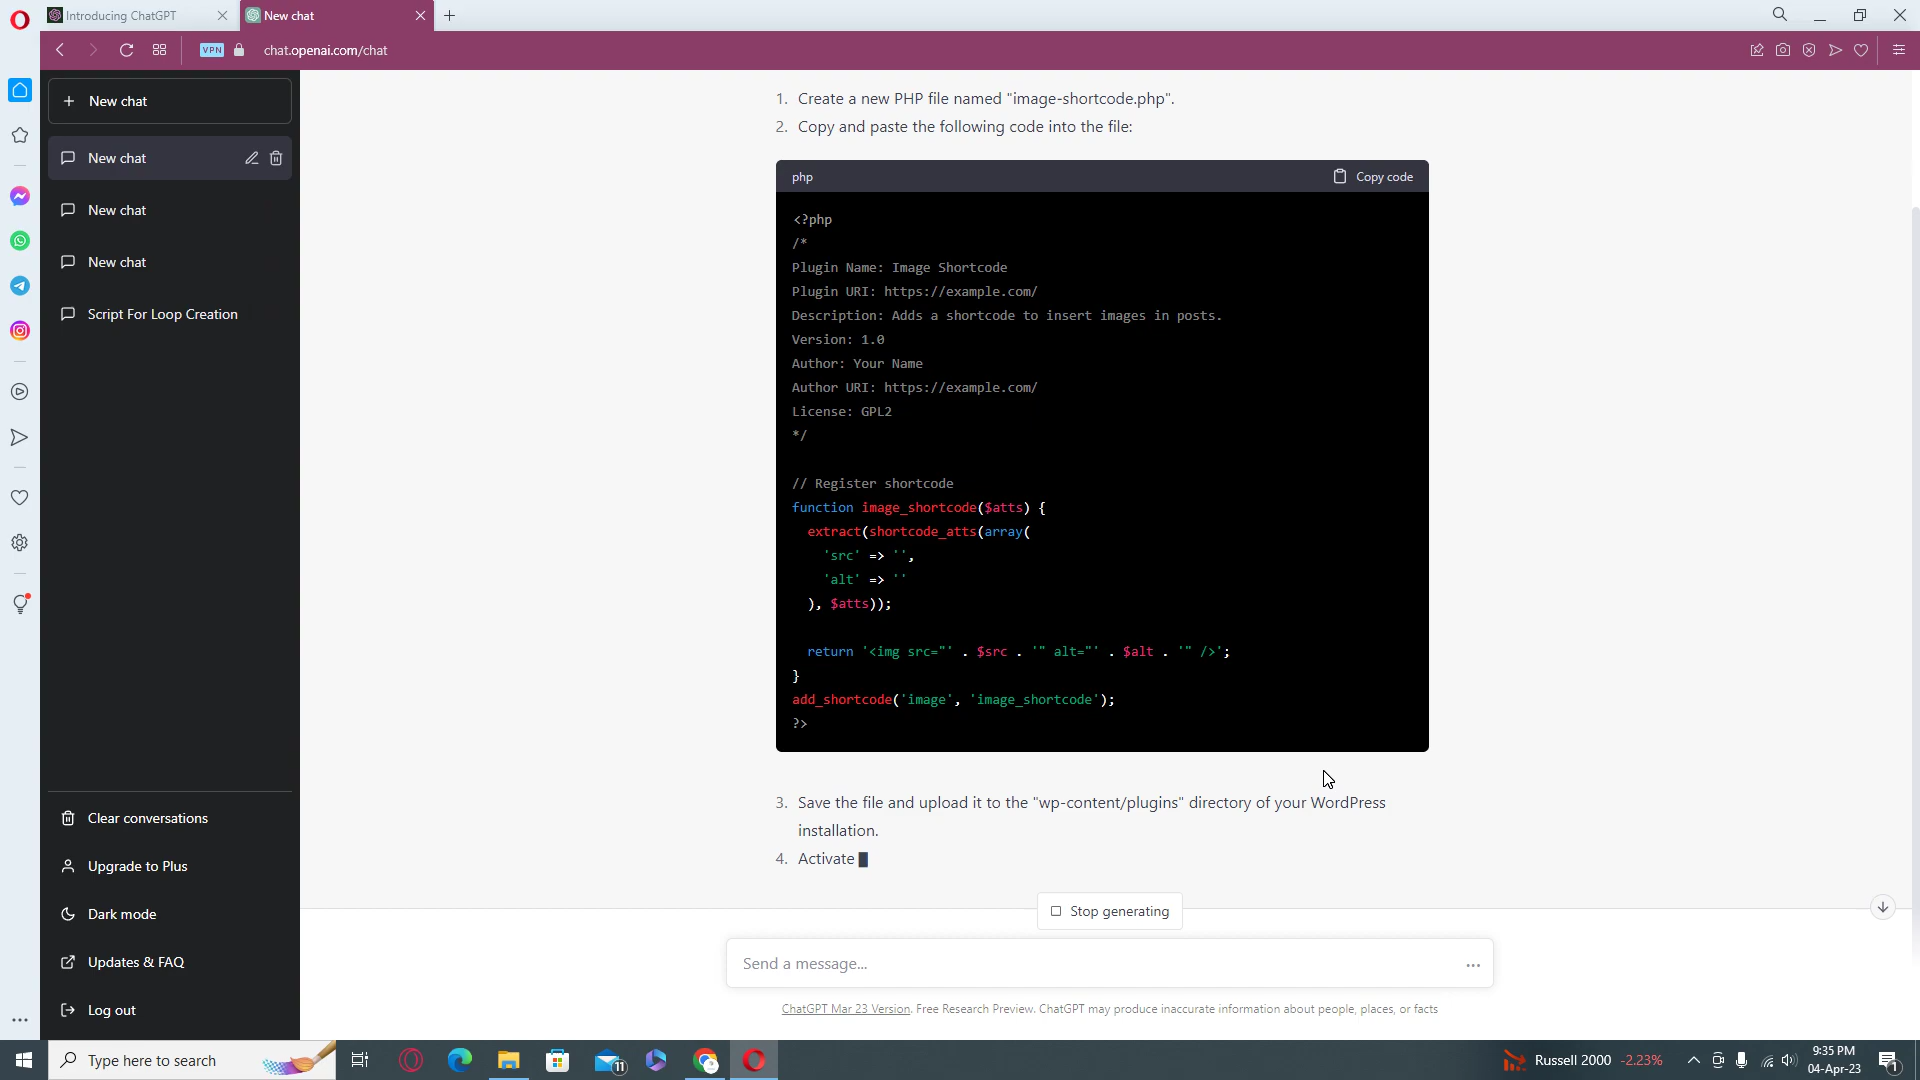 Introducing ChatGPT
New chat
VPN
chat.openai.com/chat
New chat
New chat
New chat
New chat
Script For Loop Creation
Clear conversations
Upgrade to Plus
Dark mode
Updates & FAQ
Log out
1. Create a new PHP file named "image-shortcode.php".
2. Copy and paste the following code into the file:
php
Copy code
<?php
/*
Plugin Name: Image Shortcode
Plugin URI: https://example.com/
Description: Adds a shortcode to insert images in posts.
Version: 1.0
Author: Your Name
Author URI: https://example.com/
License: GPL2
*/
// Register shortcode
function image_shortcode($atts) {
extract(shortcode_atts(array(
'src' => '',
'alt' => ''
), $atts));
return '<img src="' . $src . '" alt="' . $alt . '" />';
}
add_shortcode('image', 'image_shortcode');
?>
3. Save the file and upload it to the "wp-content/plugins" directory of your WordPress
installation.
4. Activate
Stop generating
Send a message...
ChatGPT Mar 23 Version. Free Research Preview. ChatGPT may produce inaccurate information about people, places, or facts
Type here to search
11
Russell 2000 -2.23%
9:35 PM
04-Apr-23
1